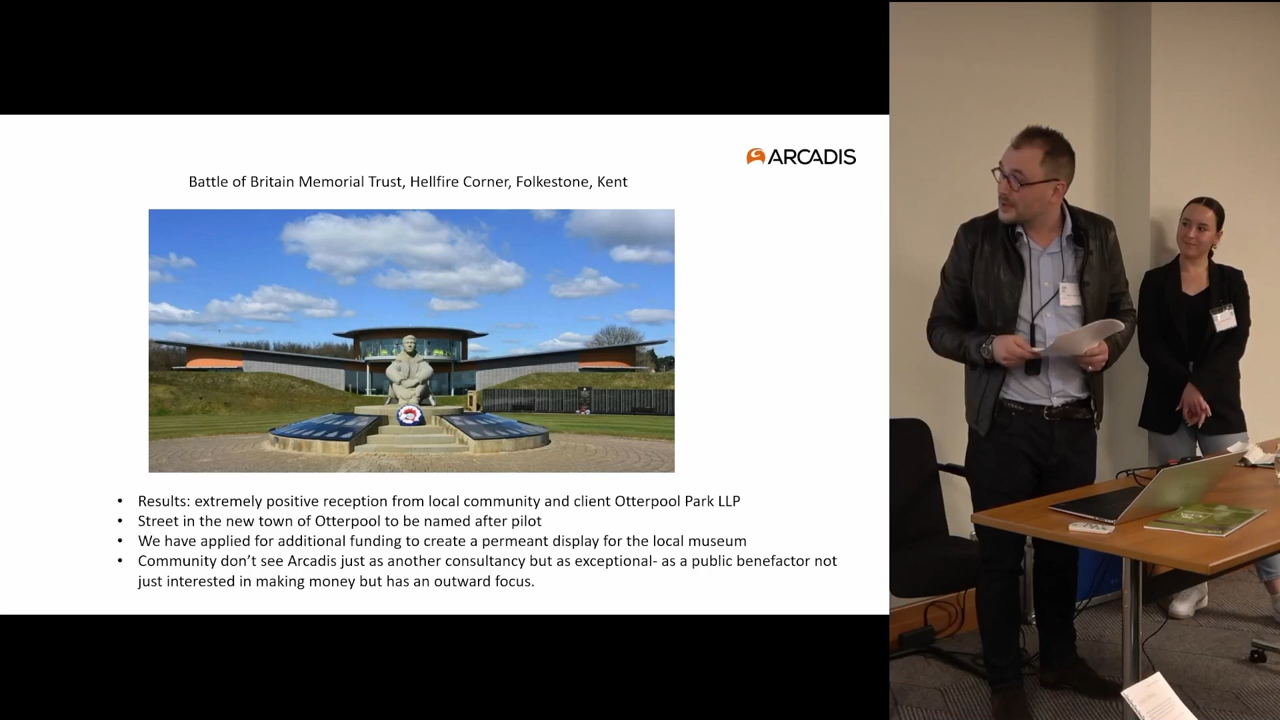 ARCADIS
Battle of Britain Memorial Trust, Hellfire Corner, Folkestone, Kent
• Results: extremely positive reception from local community and client Otterpool Park LLP
• Street in the new town of Otterpool to be named after pilot
• We have applied for additional funding to create a permeant display for the local museum
• Community don’t see Arcadis just as another consultancy but as exceptional- as a public benefactor not
just interested in making money but has an outward focus.